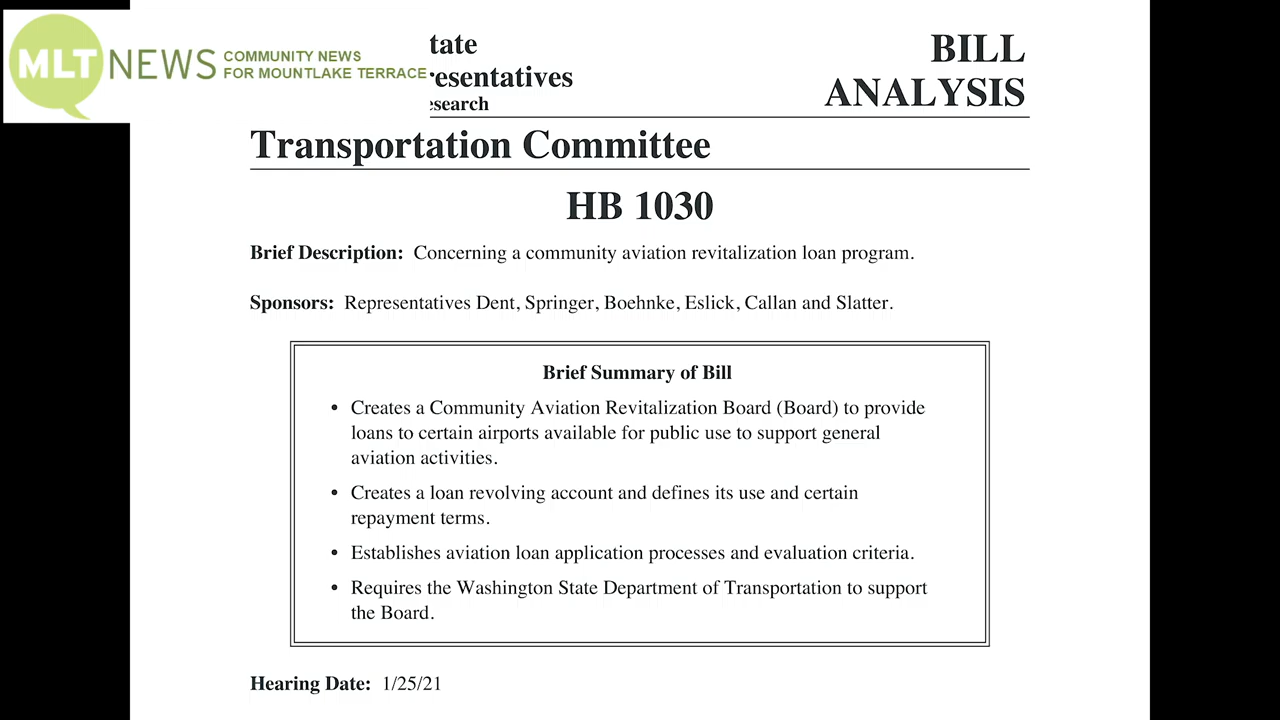 MLT NEWS COMMUNITY NEWS
FOR MOUNTLAKE TERRACE
tate
resentatives
esearch
BILL
ANALYSIS
Transportation Committee
HB 1030
Brief Description: Concerning a community aviation revitalization loan program.
Sponsors: Representatives Dent, Springer, Boehnke, Eslick, Callan and Slatter.
Brief Summary of Bill
• Creates a Community Aviation Revitalization Board (Board) to provide
loans to certain airports available for public use to support general
aviation activities.
• Creates a loan revolving account and defines its use and certain
repayment terms.
• Establishes aviation loan application processes and evaluation criteria.
• Requires the Washington State Department of Transportation to support
the Board.
Hearing Date: 1/25/21